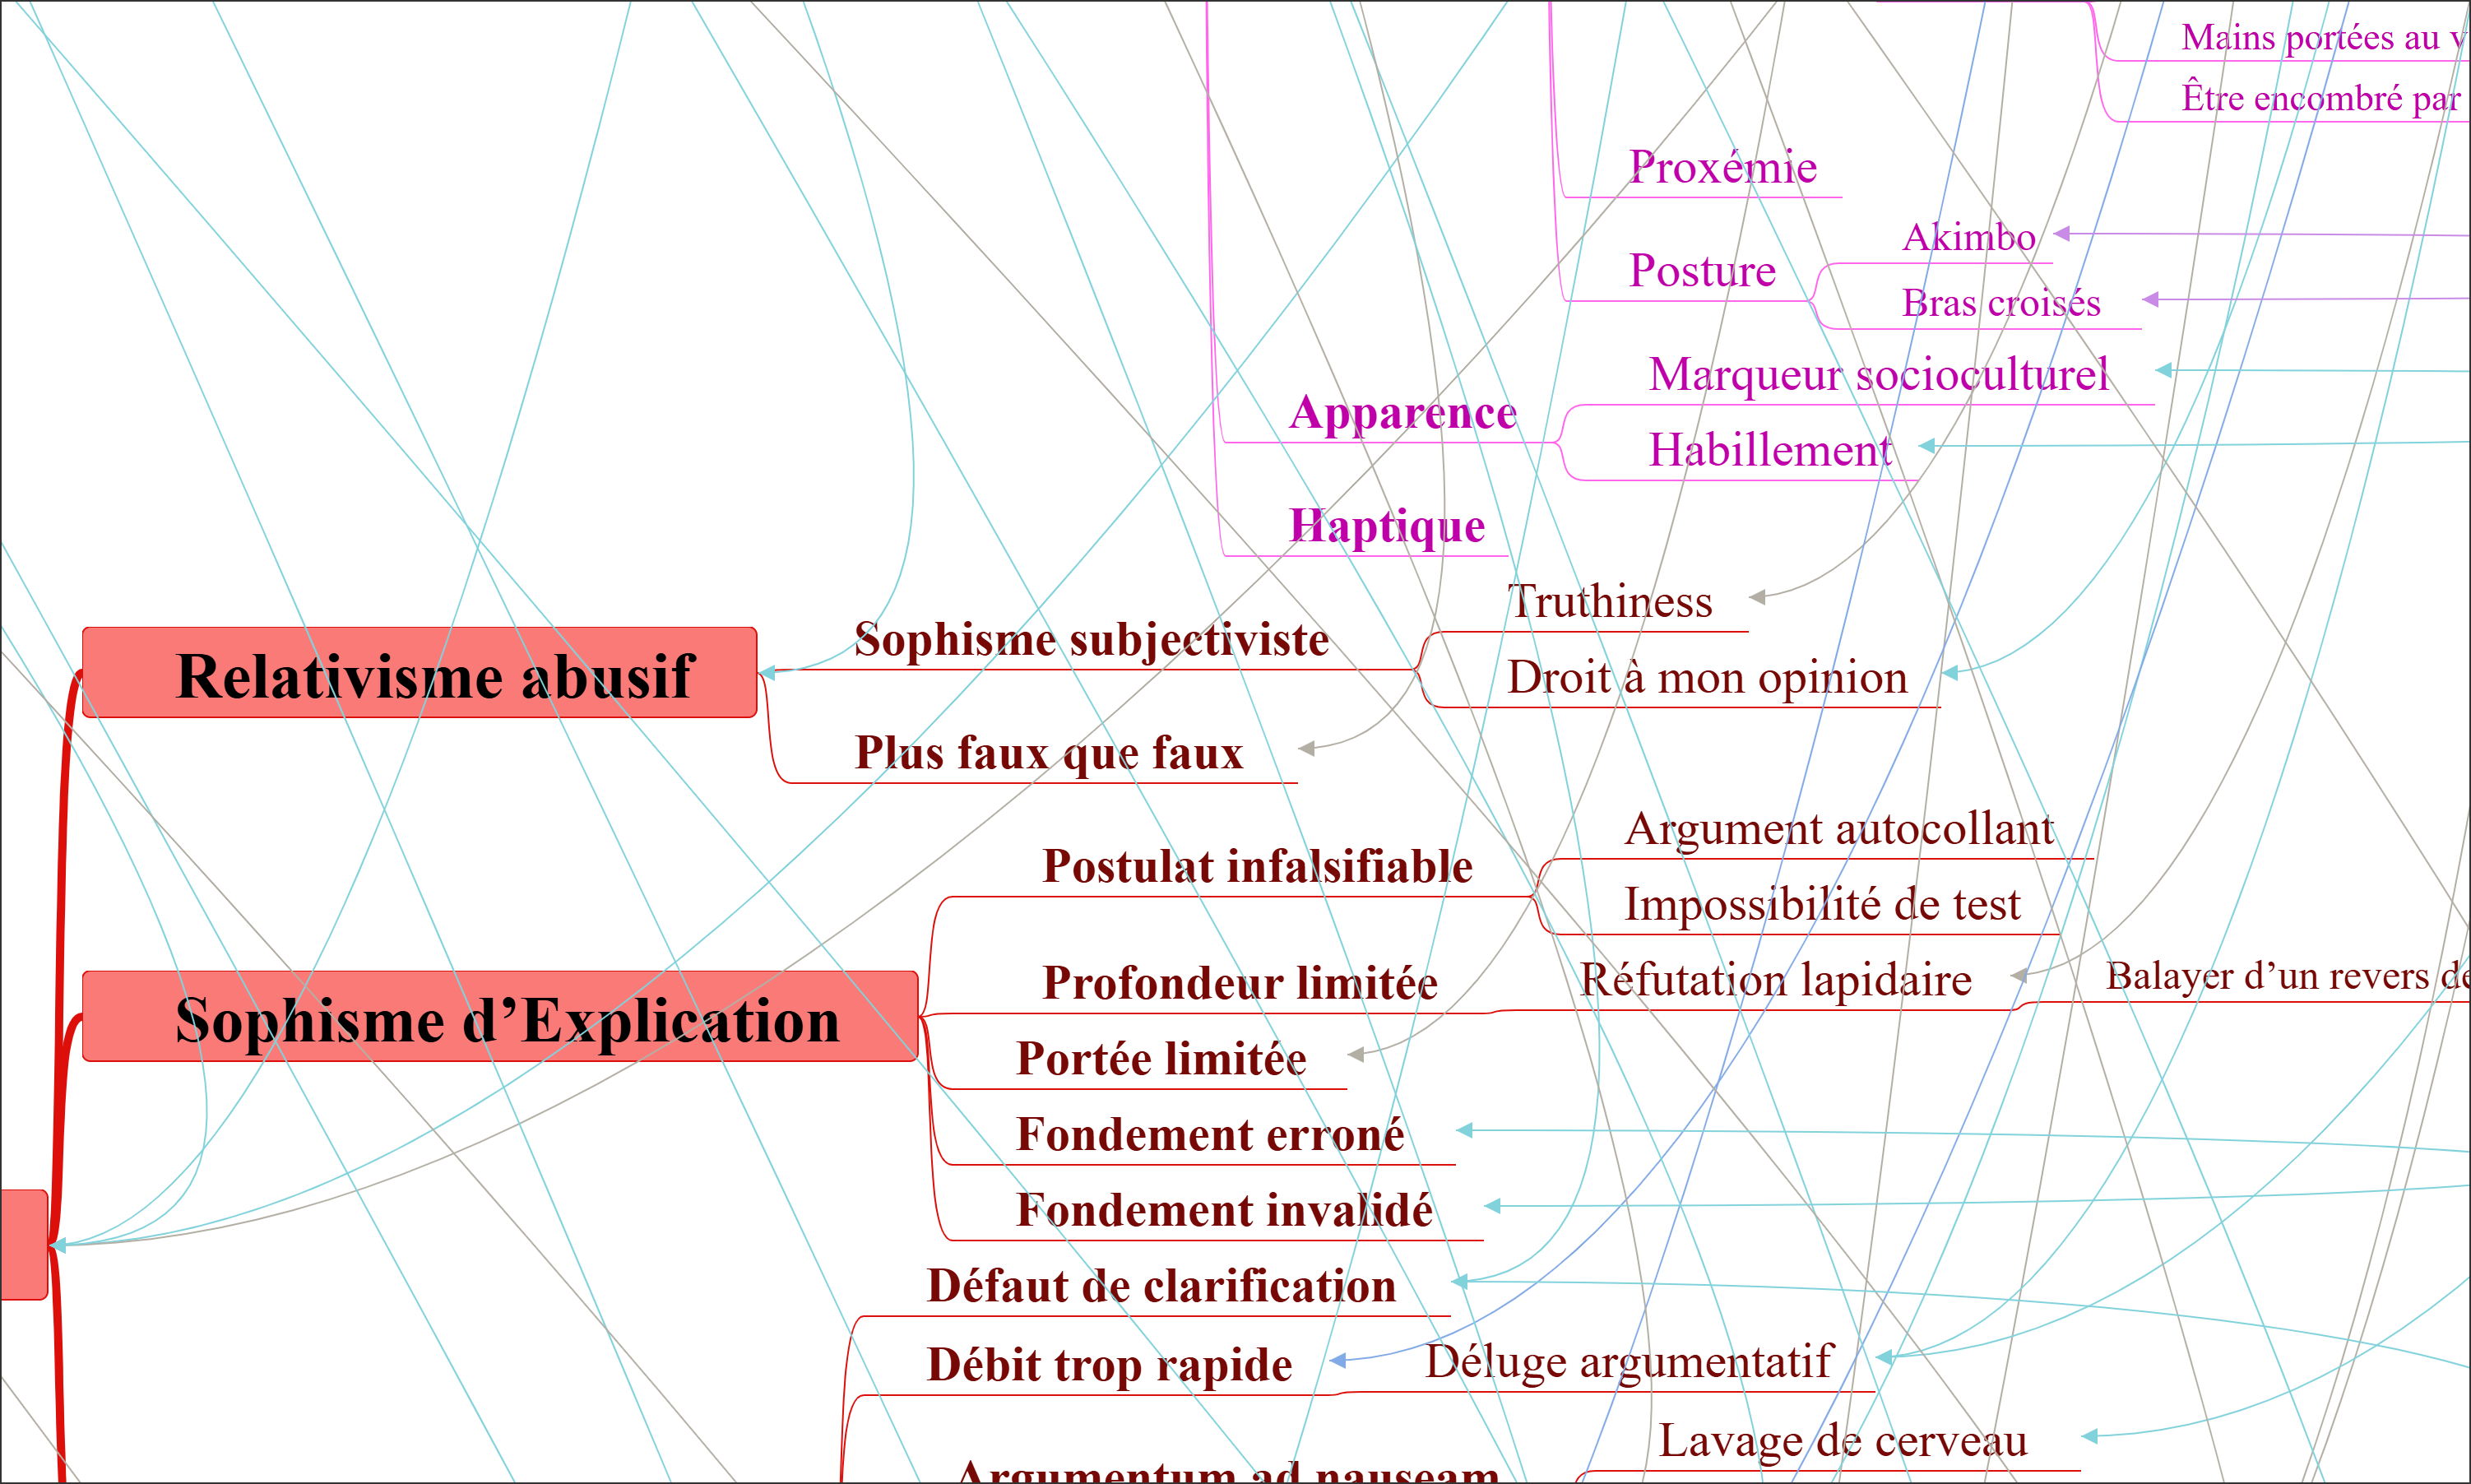 Mains portées au v
Être encombré par
Proxémie
Akimbo
Posture
Bras croisés
Marqueur socioculturel
Apparence
Habillement
Haptique
Truthiness
Sophisme subjectiviste
Relativisme abusif
Droit à mon opinion
Plus faux que faux
Argument autocollant
Postulat infalsifiable
Impossibilité de test
Profondeur limitée
Réfutation lapidaire
Balayer d’un revers de
Sophisme d’Explication
Portée limitée
Fondement erroné
Fondement invalidé
Défaut de clarification
Débit trop rapide
Déluge argumentatif
Lavage de cerveau
Argumentum ad nauseam